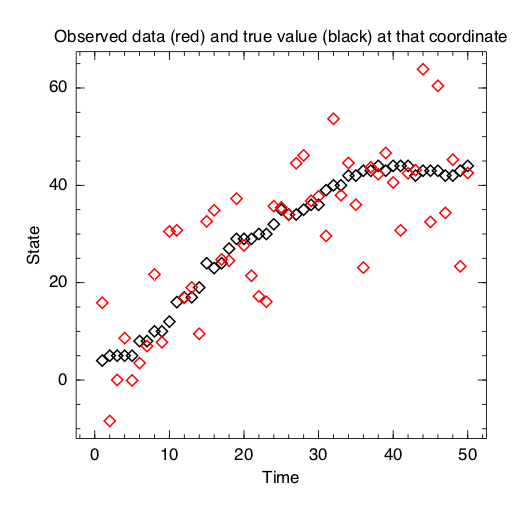 Observed data (red) and true value (black) at that coordinate
60
40
20
0
State
0 10 20 30 40 50
Time